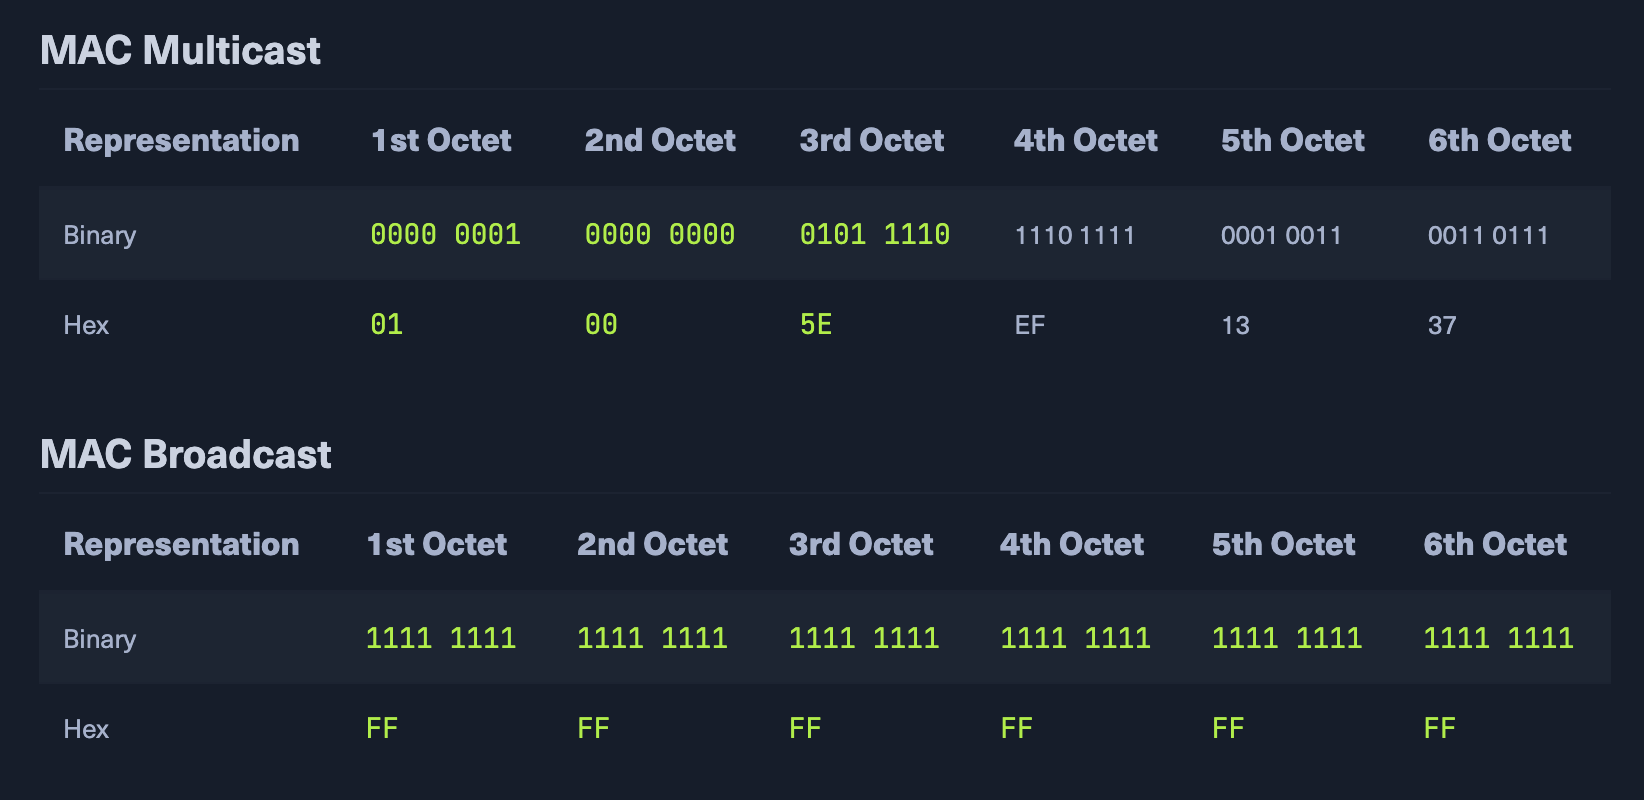 MAC Multicast
Representation 1st Octet 2nd Octet 3rd Octet 4th Octet 5th Octet 6th Octet
Binary 0000 0001 0000 0000 0101 1110 1110 1111 0001 0011 0011 0111
Hex 01 00 5E EF 13 37
MAC Broadcast
Representation 1st Octet 2nd Octet 3rd Octet 4th Octet 5th Octet 6th Octet
Binary 1111 1111 1111 1111 1111 1111 1111 1111 1111 1111 1111 1111
Hex FF FF FF FF FF FF